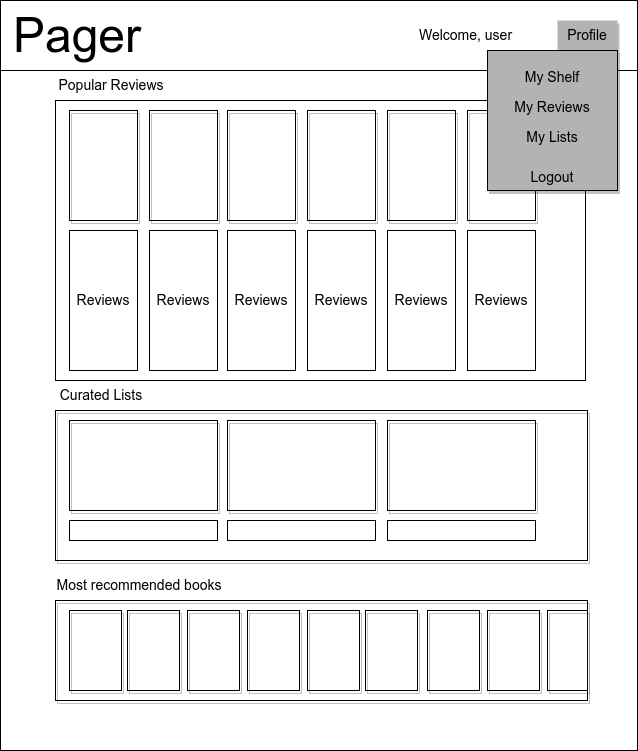 Pager
Welcome, user
Profile
My Shelf
My Reviews
My Lists
Logout
Popular Reviews
Reviews Reviews Reviews Reviews Reviews Reviews
Curated Lists
Most recommended books